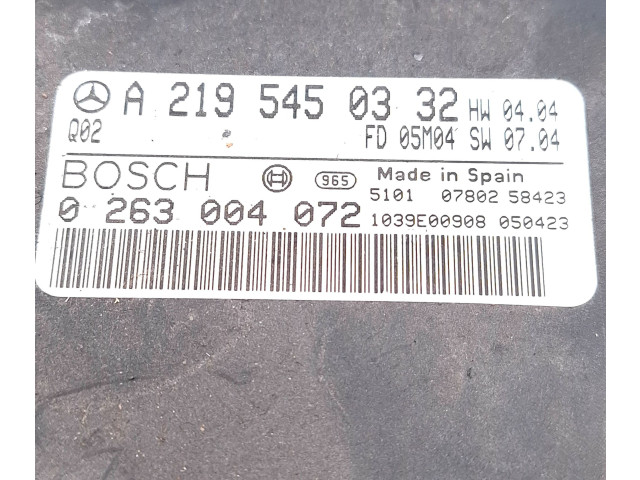 A 219 545 03 32 HW 04.04
Q02 FD 05M04 SW 07.04
BOSCH 965 Made in Spain
5101 07802 58423
0 263 004 072 1039E00908 050423